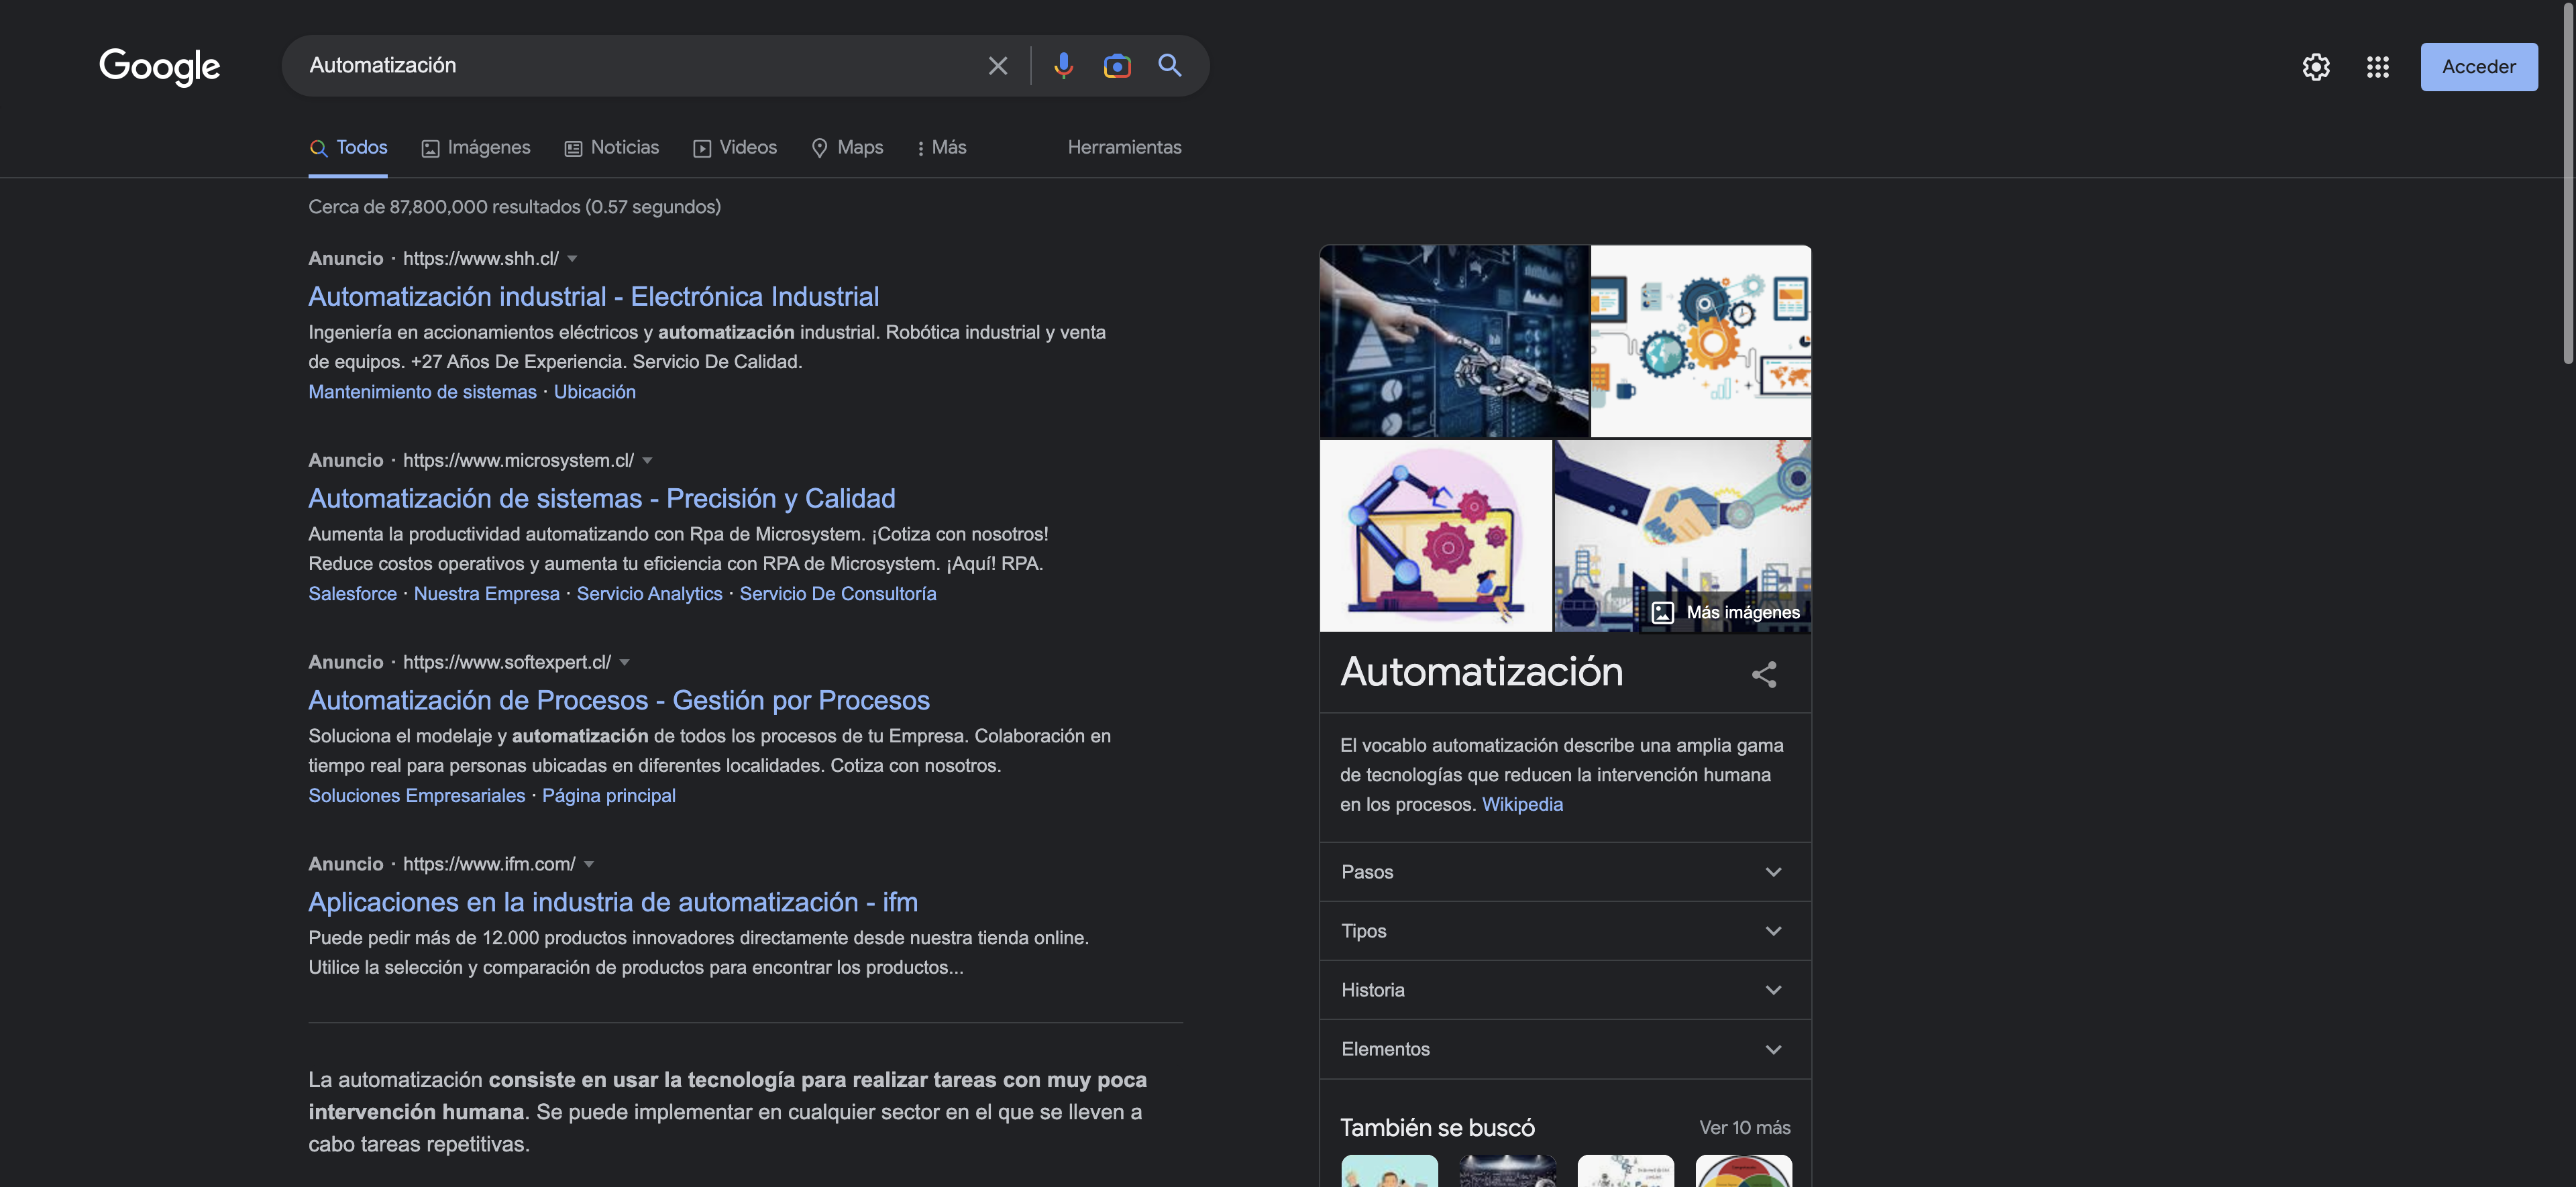 Google
Automatización
Acceder
Todos
Imágenes
Noticias
Videos
Maps
Más
Herramientas
Cerca de 87,800,000 resultados (0.57 segundos)
Anuncio · https://www.shh.cl/
Automatización industrial - Electrónica Industrial
Ingeniería en accionamientos eléctricos y automatización industrial. Robótica industrial y venta
de equipos. +27 Años De Experiencia. Servicio De Calidad.
Mantenimiento de sistemas · Ubicación
Anuncio · https://www.microsystem.cl/
Automatización de sistemas - Precisión y Calidad
Aumenta la productividad automatizando con Rpa de Microsystem. ¡Cotiza con nosotros!
Reduce costos operativos y aumenta tu eficiencia con RPA de Microsystem. ¡Aquí! RPA.
Salesforce · Nuestra Empresa · Servicio Analytics · Servicio De Consultoría
Anuncio · https://www.softexpert.cl/
Automatización de Procesos - Gestión por Procesos
Soluciona el modelaje y automatización de todos los procesos de tu Empresa. Colaboración en
tiempo real para personas ubicadas en diferentes localidades. Cotiza con nosotros.
Soluciones Empresariales · Página principal
Anuncio · https://www.ifm.com/
Aplicaciones en la industria de automatización - ifm
Puede pedir más de 12.000 productos innovadores directamente desde nuestra tienda online.
Utilice la selección y comparación de productos para encontrar los productos...
La automatización consiste en usar la tecnología para realizar tareas con muy poca
intervención humana. Se puede implementar en cualquier sector en el que se lleven a
cabo tareas repetitivas.
Más imágenes
Automatización
El vocablo automatización describe una amplia gama
de tecnologías que reducen la intervención humana
en los procesos. Wikipedia
Pasos
Tipos
Historia
Elementos
También se buscó
Ver 10 más